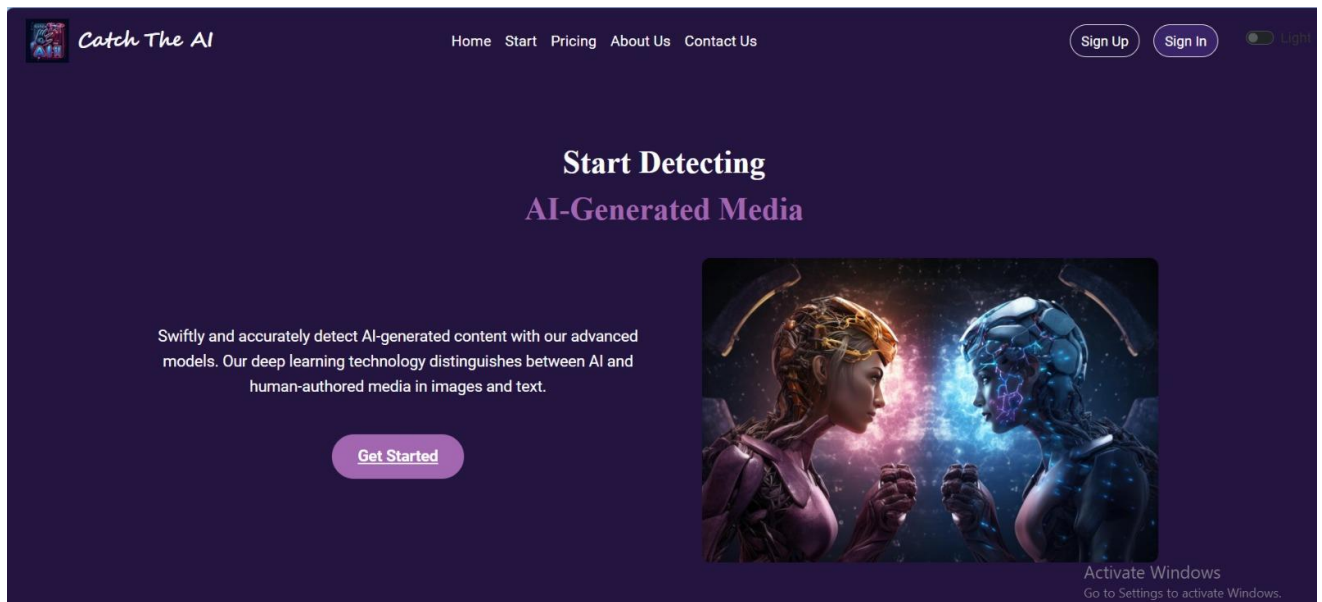 Catch The AI
Home Start Pricing About Us Contact Us
Sign Up
Sign In
Light
Start Detecting
AI-Generated Media
Swiftly and accurately detect AI-generated content with our advanced
models. Our deep learning technology distinguishes between AI and
human-authored media in images and text.
Get Started
Activate Windows
Go to Settings to activate Windows.